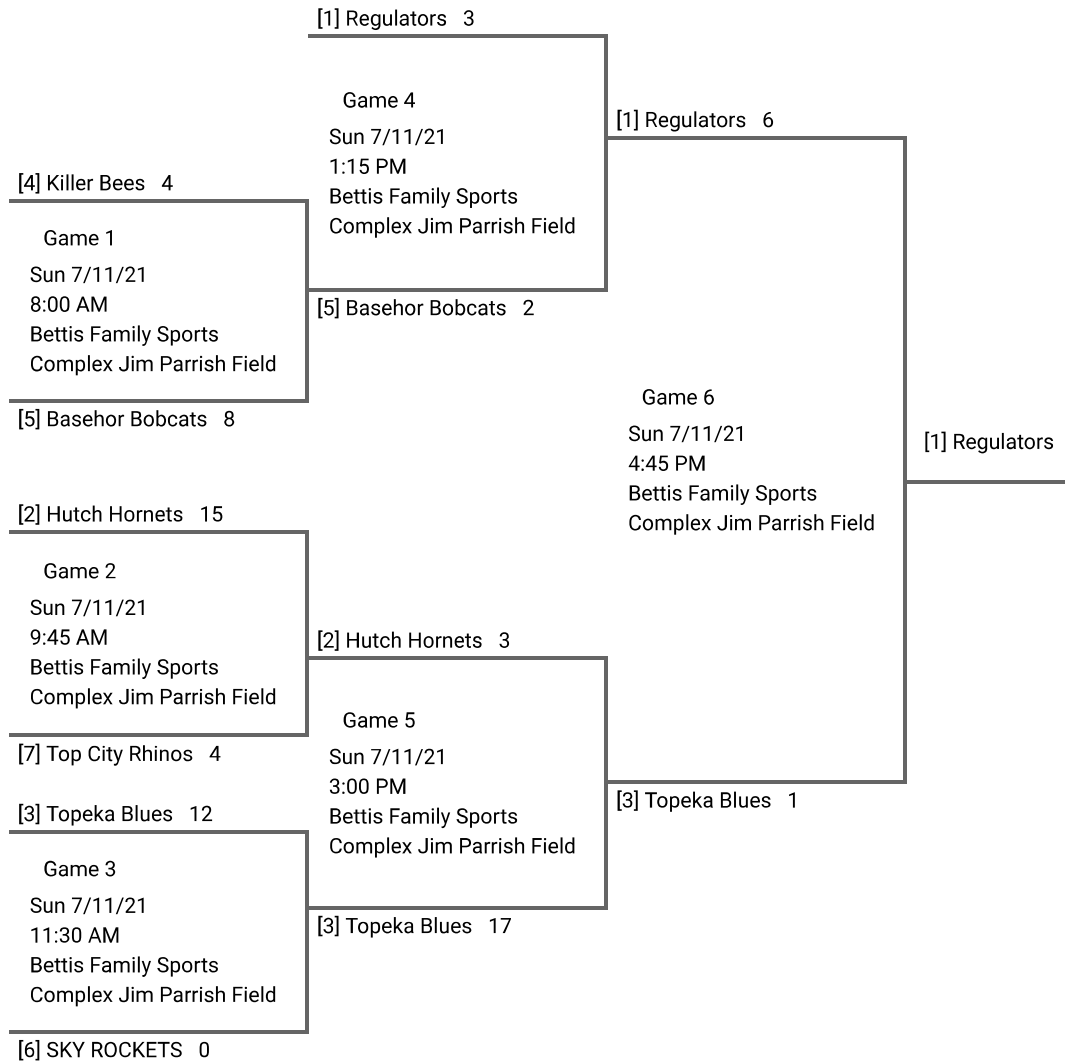 [1] Regulators 3
Game 4
Sun 7/11/21
1:15 PM
Bettis Family Sports
Complex Jim Parrish Field
[1] Regulators 6
[4] Killer Bees 4
Game 1
Sun 7/11/21
8:00 AM
Bettis Family Sports
Complex Jim Parrish Field
[5] Basehor Bobcats 2
[5] Basehor Bobcats 8
Game 6
Sun 7/11/21
4:45 PM
Bettis Family Sports
Complex Jim Parrish Field
[1] Regulators
[2] Hutch Hornets 15
Game 2
Sun 7/11/21
9:45 AM
Bettis Family Sports
Complex Jim Parrish Field
[2] Hutch Hornets 3
[7] Top City Rhinos 4
Game 5
Sun 7/11/21
3:00 PM
Bettis Family Sports
Complex Jim Parrish Field
[3] Topeka Blues 1
[3] Topeka Blues 12
Game 3
Sun 7/11/21
11:30 AM
Bettis Family Sports
Complex Jim Parrish Field
[3] Topeka Blues 17
[6] SKY ROCKETS 0